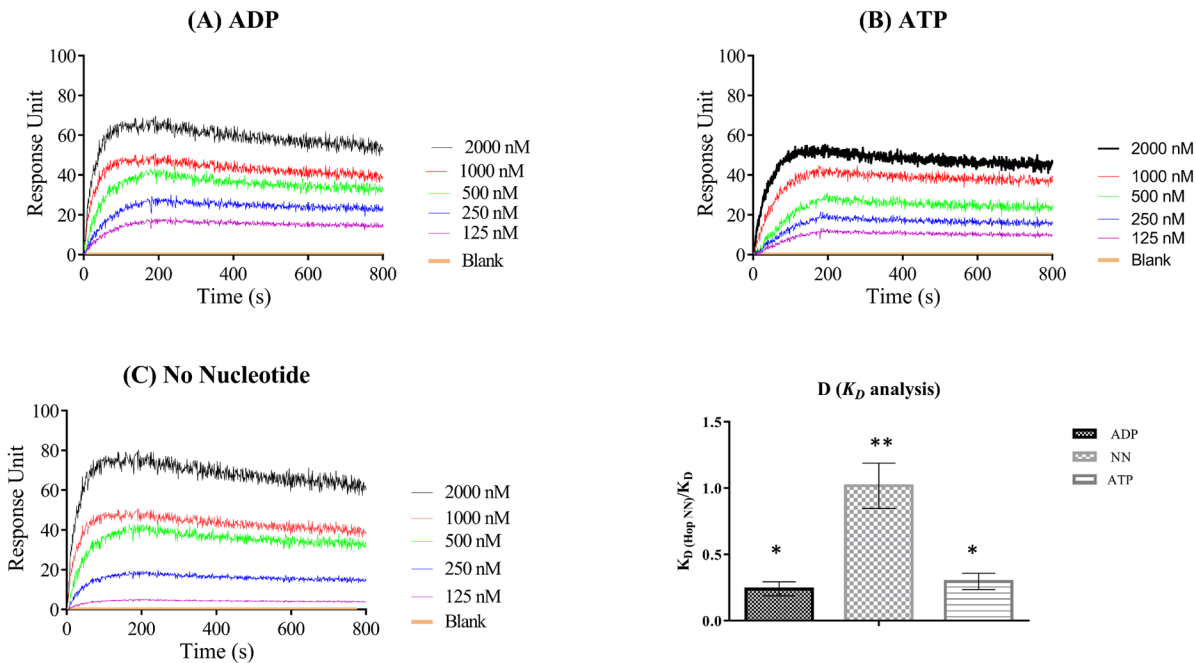 (A) ADP
Response Unit
100
80
60
40
20
0
0 200 400 600 800
Time (s)
2000 nM
1000 nM
500 nM
250 nM
125 nM
Blank
(B) ATP
Response Unit
100
80
60
40
20
0
0 200 400 600 800
Time (s)
2000 nM
1000 nM
500 nM
250 nM
125 nM
Blank
(C) No Nucleotide
Response Unit
100
80
60
40
20
0
0 200 400 600 800
Time (s)
2000 nM
1000 nM
500 nM
250 nM
125 nM
Blank
D (K_D analysis)
K_D (Hop NN)/K_D
1.5
1.0
0.5
0.0
*
**
*
ADP
NN
ATP